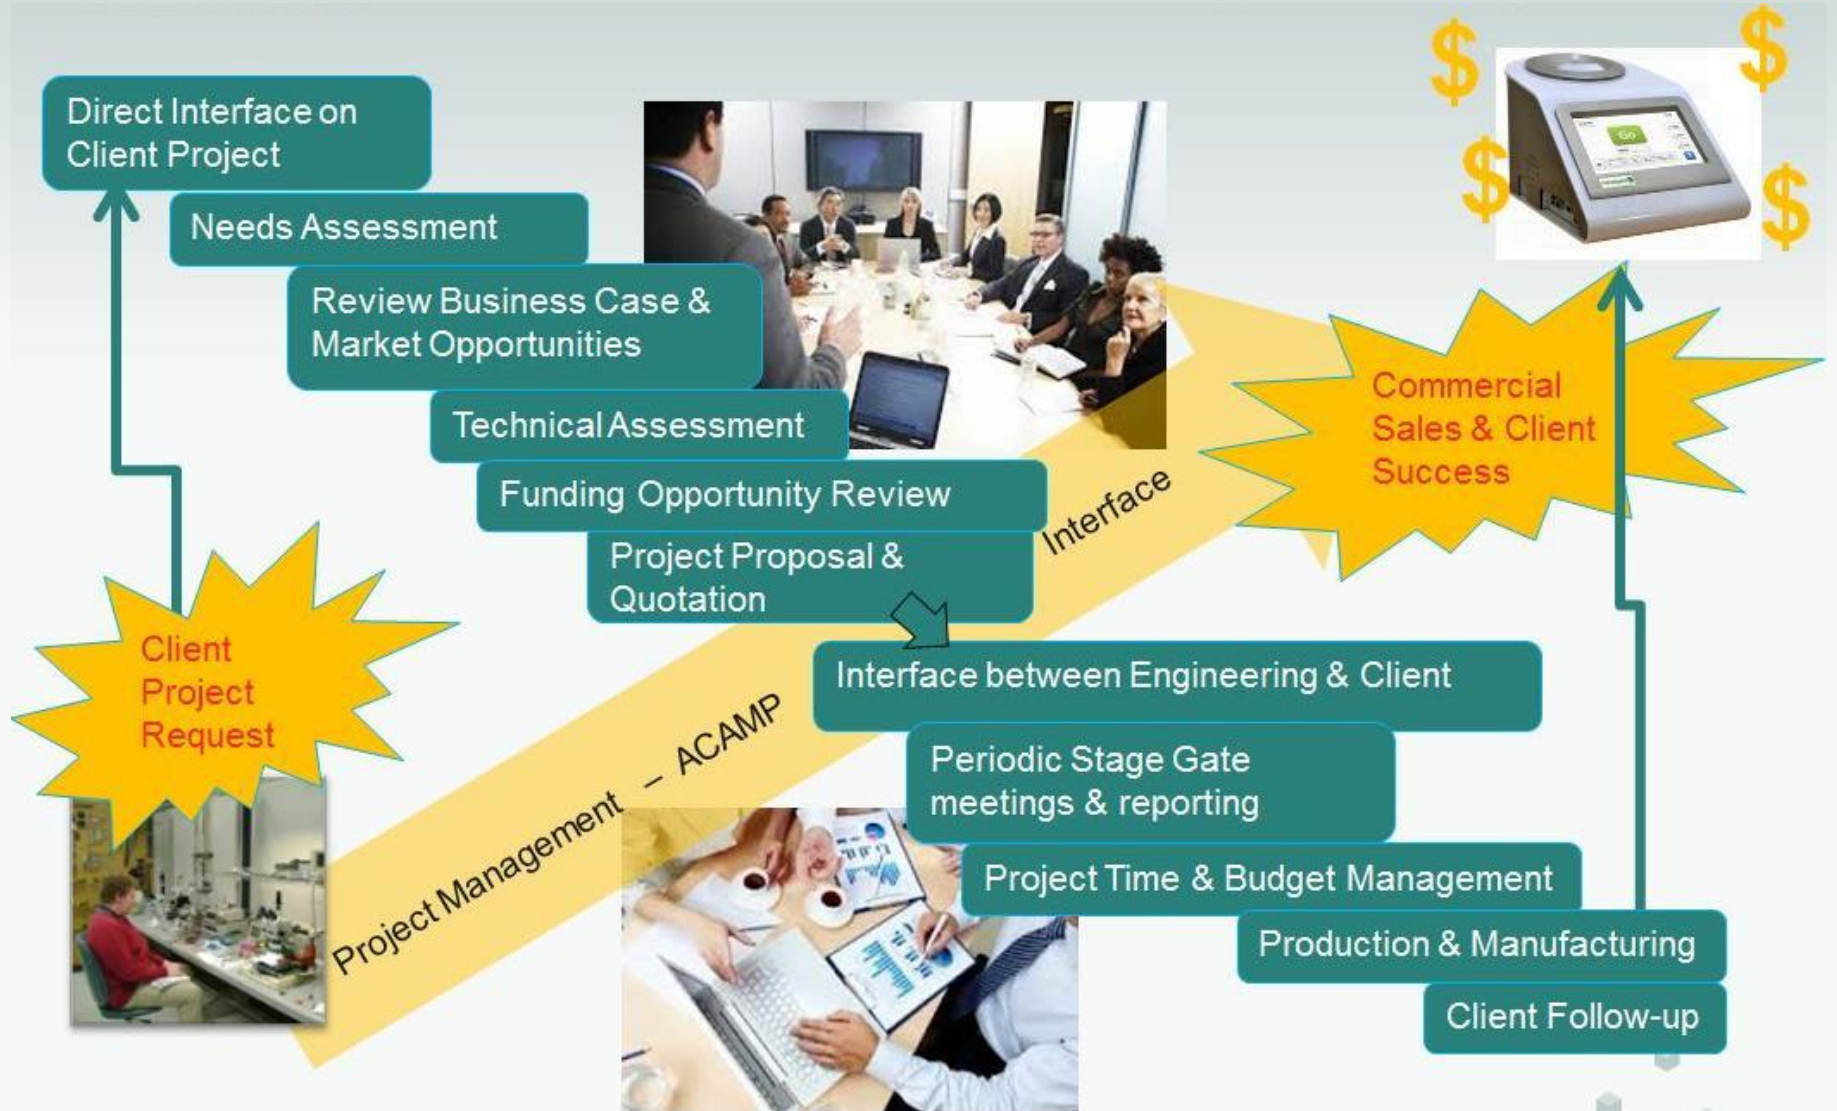 Direct Interface on
Client Project
Needs Assessment
Review Business Case &
Market Opportunities
Technical Assessment
Funding Opportunity Review
Project Proposal &
Quotation
Interface between Engineering & Client
Periodic Stage Gate
meetings & reporting
Project Time & Budget Management
Production & Manufacturing
Client Follow-up
Client
Project
Request
Project Management – ACAMP Interface
Commercial
Sales & Client
Success
$
$
$
$
Go